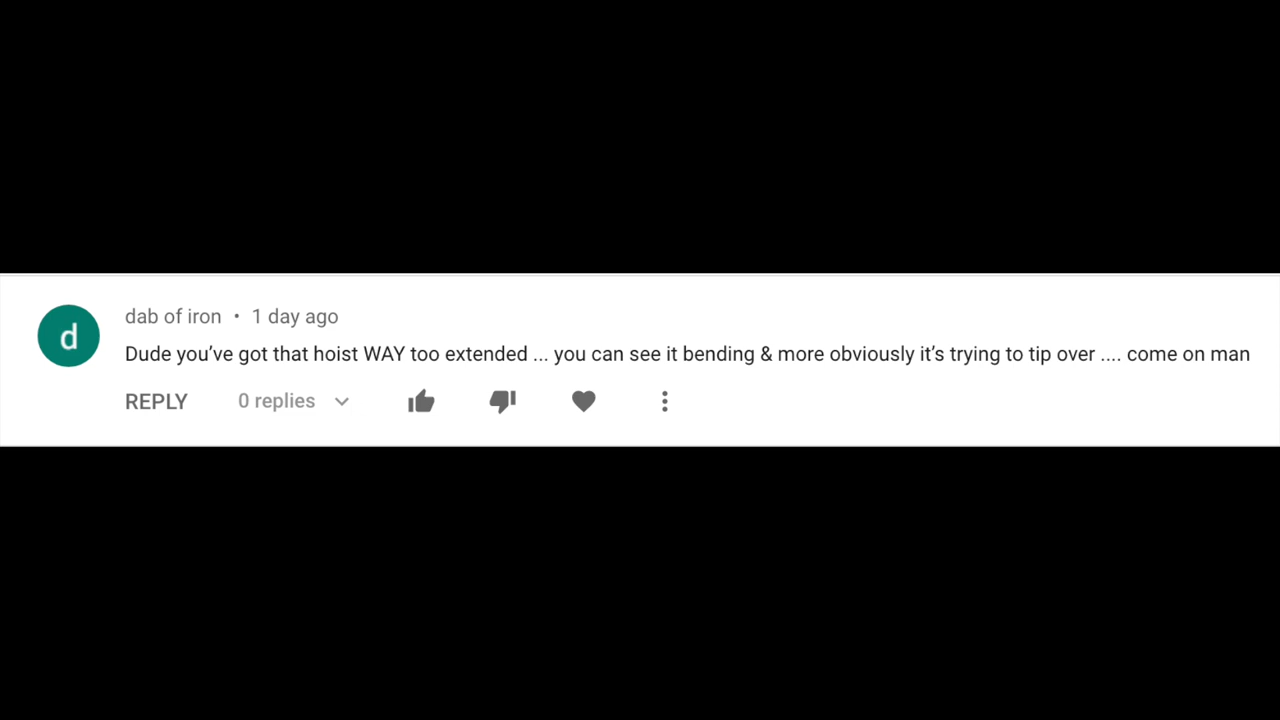 d
dab of iron • 1 day ago
Dude you’ve got that hoist WAY too extended ... you can see it bending & more obviously it’s trying to tip over .... come on man
REPLY 0 replies